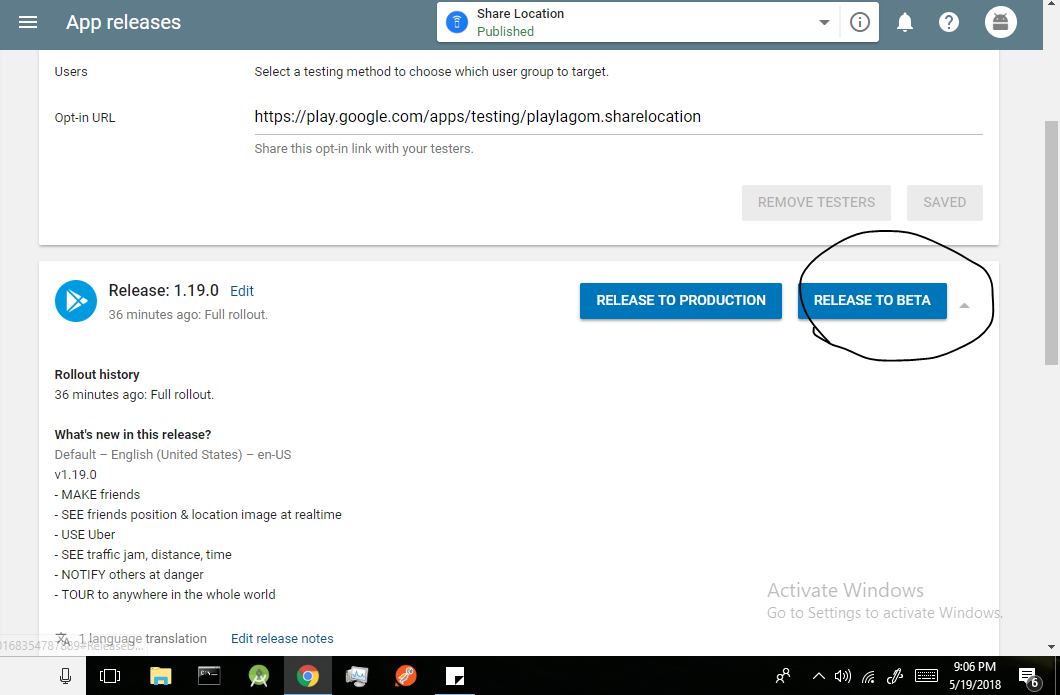 App releases
Share Location
Published
Users
Select a testing method to choose which user group to target.
Opt-in URL
https://play.google.com/apps/testing/playlagom.sharelocation
Share this opt-in link with your testers.
REMOVE TESTERS
SAVED
Release: 1.19.0 Edit
36 minutes ago: Full rollout.
RELEASE TO PRODUCTION
RELEASE TO BETA
Rollout history
36 minutes ago: Full rollout.
What's new in this release?
Default – English (United States) – en-US
v1.19.0
- MAKE friends
- SEE friends position & location image at realtime
- USE Uber
- SEE traffic jam, distance, time
- NOTIFY others at danger
- TOUR to anywhere in the whole world
Activate Windows
Go to Settings to activate Windows.
1 language translation Edit release notes
9:06 PM
5/19/2018
6